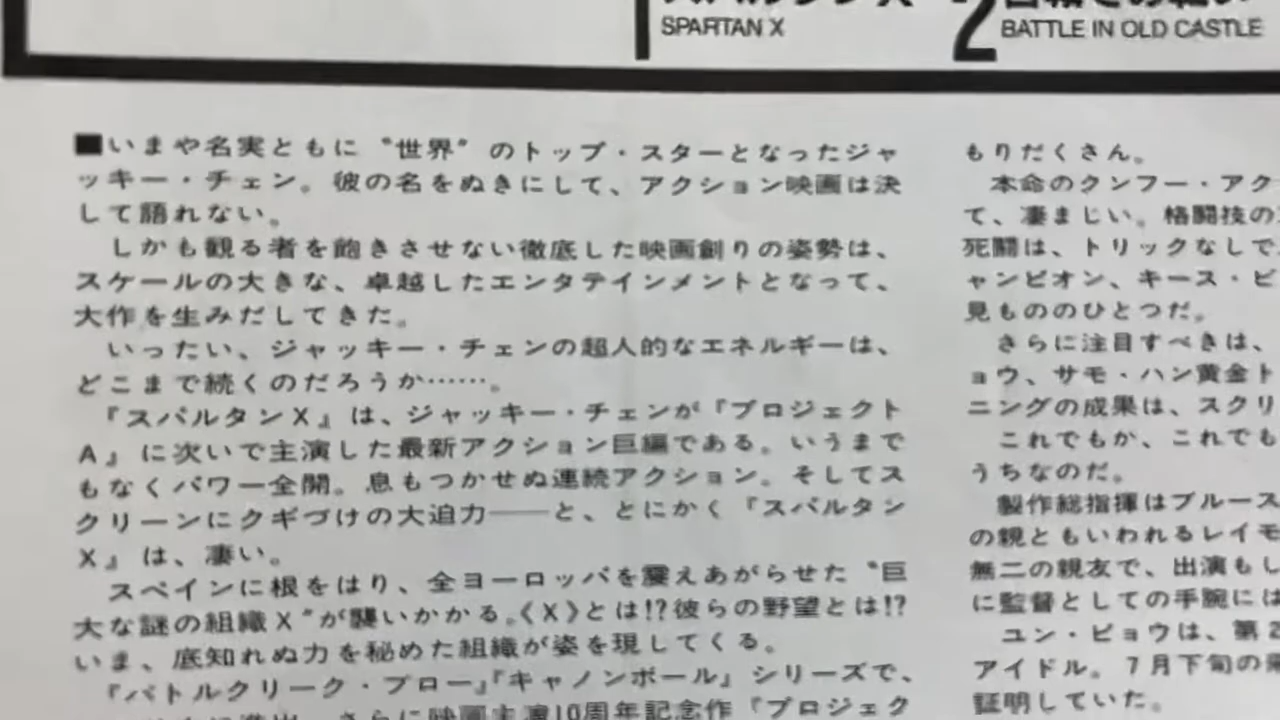 SPARTAN X
2
BATTLE IN OLD CASTLE
■いまや名実ともに〝世界〟のトップ・スターとなったジャ
ッキー・チェン。彼の名をぬきにして、アクション映画は決
して語れない。
しかも観る者を飽きさせない徹底した映画創りの姿勢は、
スケールの大きな、卓越したエンタテインメントとなって、
大作を生みだしてきた。
いったい、ジャッキー・チェンの超人的なエネルギーは、
どこまで続くのだろうか……。
『スパルタンX』は、ジャッキー・チェンが『プロジェクト
A』に次いで主演した最新アクション巨編である。いうまで
もなくパワー全開。息もつかせぬ連続アクション。そしてス
クリーンにクギづけの大迫力──と、とにかく『スパルタン
X』は、凄い。
スペインに根をはり、全ヨーロッパを震えあがらせた〝巨
大な謎の組織X〟が襲いかかる。《X》とは!?彼らの野望とは!?
いま、底知れぬ力を秘めた組織が姿を現してくる。
『バトルクリーク・ブロー』『キャノンボール』シリーズで、
さらに映画主演10周年記念作『プロジェク
もりだくさん。
本命のクンフー・アク
て、凄まじい。格闘技の
死闘は、トリックなしで
ャンピオン、キース・ビ
見もののひとつだ。
さらに注目すべきは、
ョウ、サモ・ハン黄金ト
ニングの成果は、スクリ
これでもか、これでも
うちなのだ。
製作総指揮はブルース
の親ともいわれるレイモ
無二の親友で、出演もし
に監督としての手腕には
ユン・ピョウは、第2
アイドル。7月下旬の
証明していた。